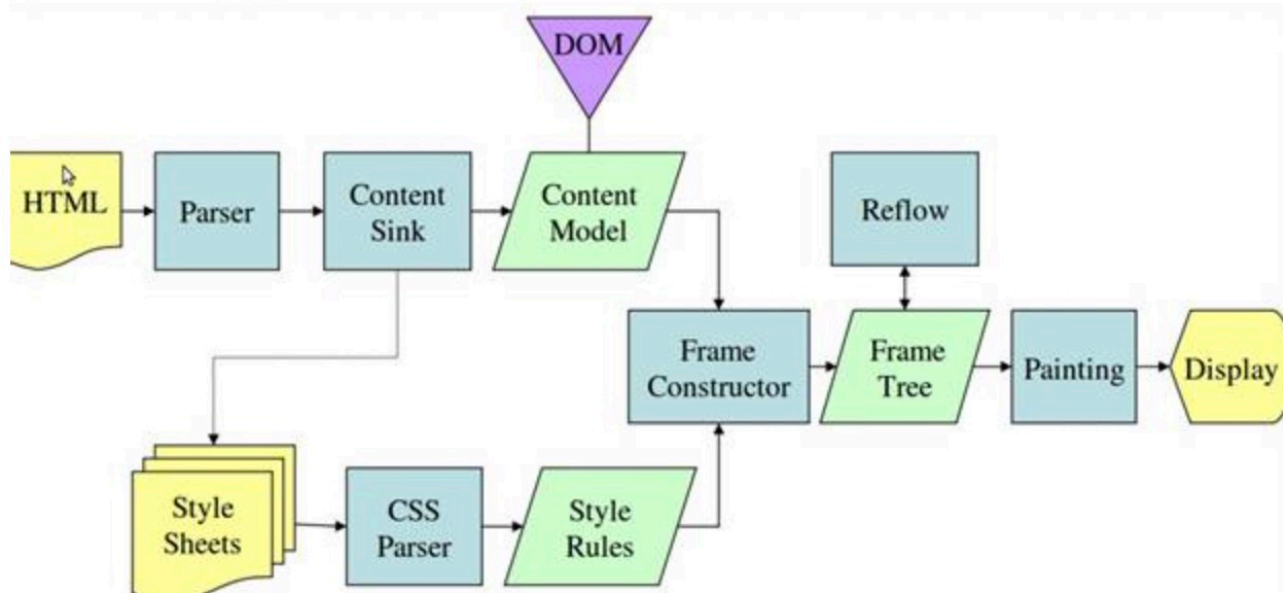 DOM
HTML
Parser
Content
Sink
Content
Model
Reflow
Frame
Constructor
Frame
Tree
Painting
Display
Style
Sheets
CSS
Parser
Style
Rules